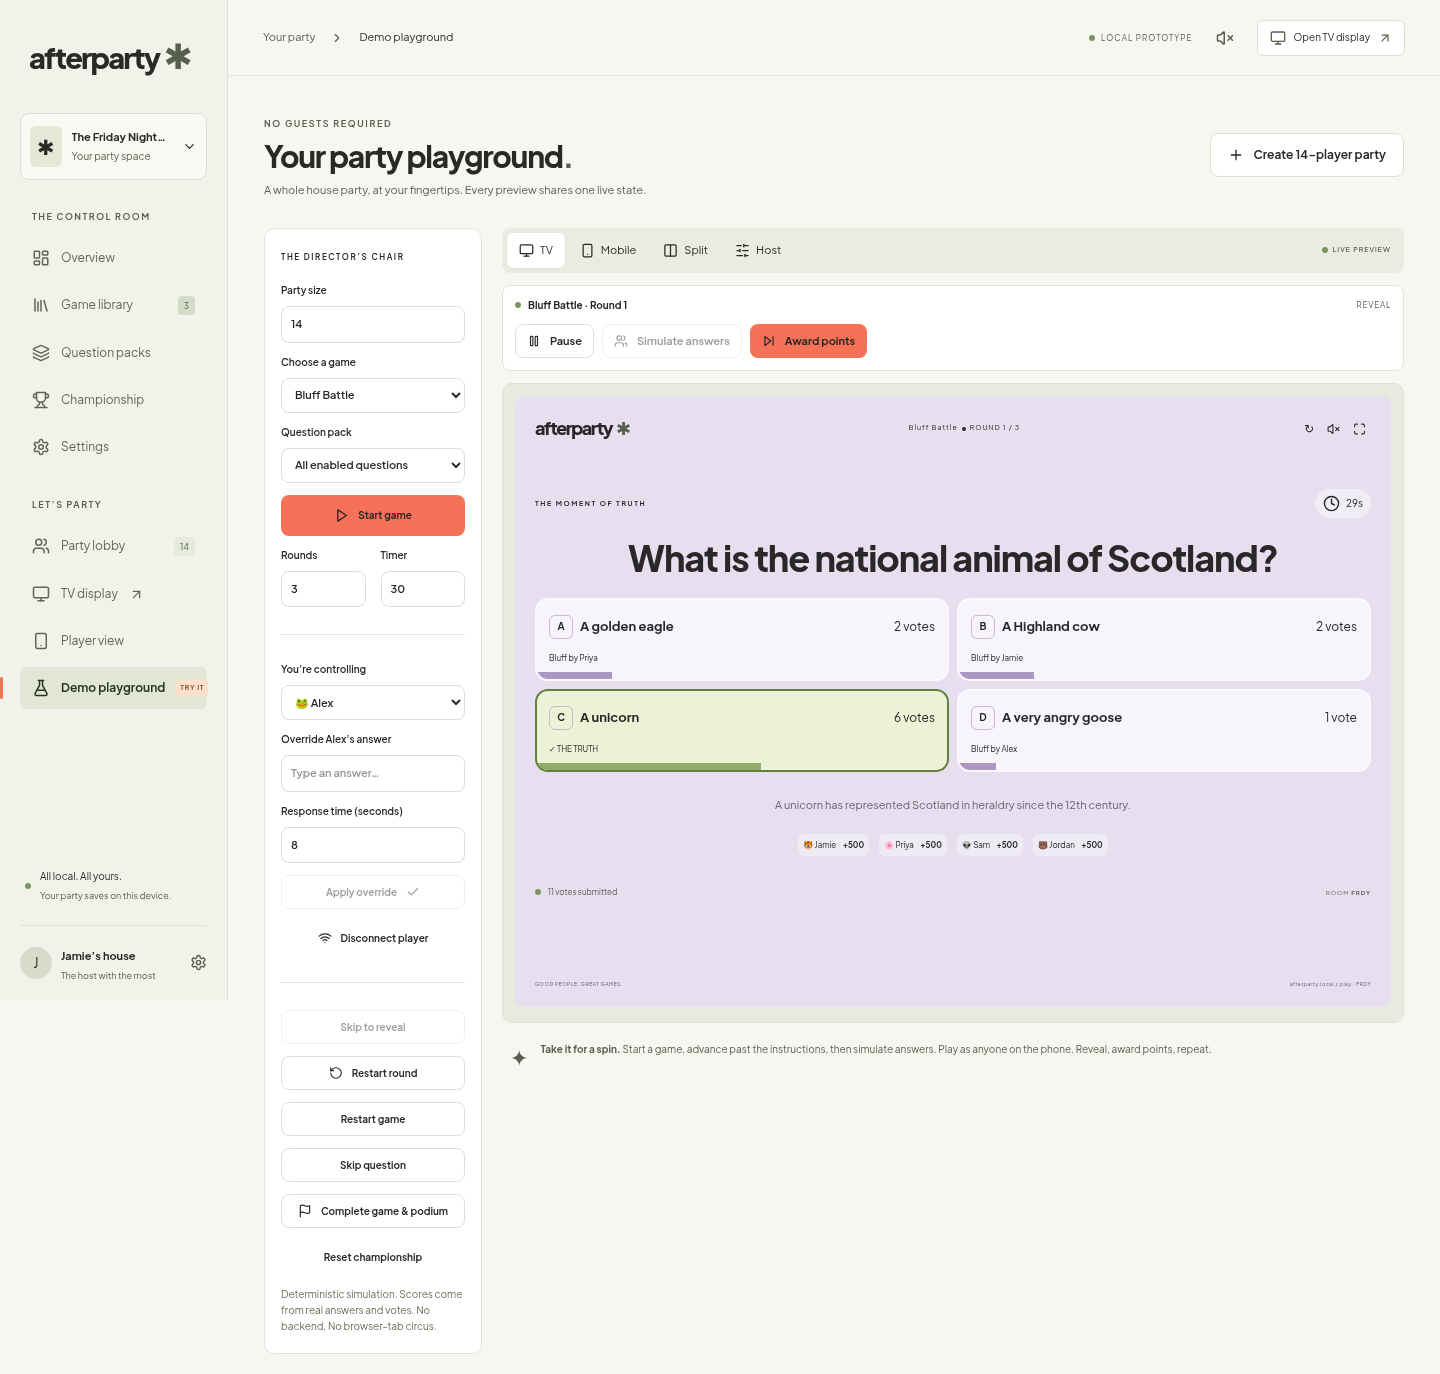 afterparty
The Friday Night...
Your party space
THE CONTROL ROOM
Overview
Game library 3
Question packs
Championship
Settings
LET'S PARTY
Party lobby 14
TV display
Player view
Demo playground TRY IT
All local. All yours.
Your party saves on this device.
J
Jamie's house
The host with the most
Your party
Demo playground
LOCAL PROTOTYPE
Open TV display
NO GUESTS REQUIRED
Your party playground.
A whole house party, at your fingertips. Every preview shares one live state.
Create 14-player party
THE DIRECTOR'S CHAIR
Party size
14
Choose a game
Bluff Battle
Question pack
All enabled questions
Start game
Rounds Timer
3 30
You're controlling
🐸 Alex
Override Alex's answer
Type an answer...
Response time (seconds)
8
Apply override
Disconnect player
Skip to reveal
Restart round
Restart game
Skip question
Complete game & podium
Reset championship
Deterministic simulation. Scores come
from real answers and votes. No
backend. No browser-tab circus.
TV Mobile Split Host
LIVE PREVIEW
Bluff Battle · Round 1
REVEAL
Pause
Simulate answers
Award points
afterparty
Bluff Battle ● ROUND 1 / 3
THE MOMENT OF TRUTH
29s
What is the national animal of Scotland?
A A golden eagle 2 votes
Bluff by Priya
B A Highland cow 2 votes
Bluff by Jamie
C A unicorn 6 votes
✓ THE TRUTH
D A very angry goose 1 vote
Bluff by Alex
A unicorn has represented Scotland in heraldry since the 12th century.
🐯 Jamie +500
🌸 Priya +500
👽 Sam +500
🐻 Jordan +500
11 votes submitted
ROOM FRDY
GOOD PEOPLE. GREAT GAMES.
afterparty.local / play · FRDY
Take it for a spin. Start a game, advance past the instructions, then simulate answers. Play as anyone on the phone. Reveal, award points, repeat.